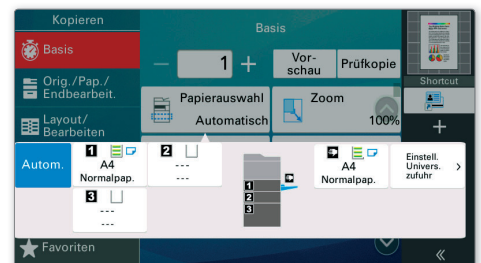 Kopieren
Basis
Basis
1
Vor-
schau
Prüfkopie
Shortcut
Orig./Pap./
Endbearbeit.
Papierauswahl
Automatisch
Zoom
100%
Layout/
Bearbeiten
Autom.
1
A4
Normalpap.
2
---
---
3
---
---
1
2
3
A4
Normalpap.
Einstell.
Univers.
zufuhr
Favoriten